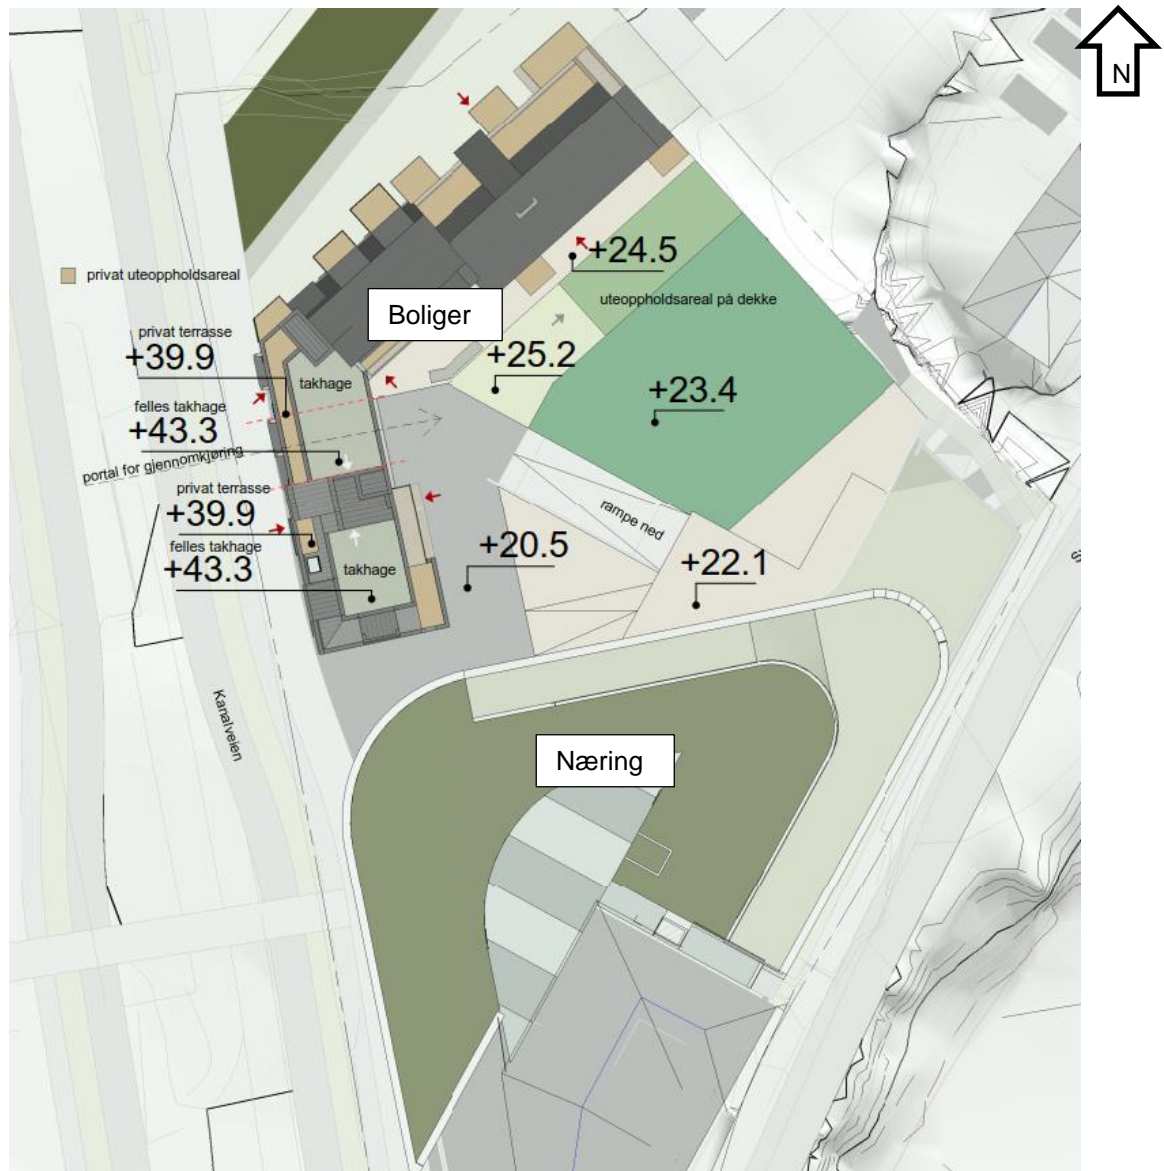 N
+24.5
privat uteoppholdsareal
uteoppholdsareal på dekke
Boliger
privat terrasse
+39.9
+25.2
takhage
+23.4
felles takhage
+43.3
portal for gjennomkjøring
privat terrasse
+39.9
rampe ned
felles takhage
+43.3
+20.5
takhage
+22.1
Kanalveien
Næring